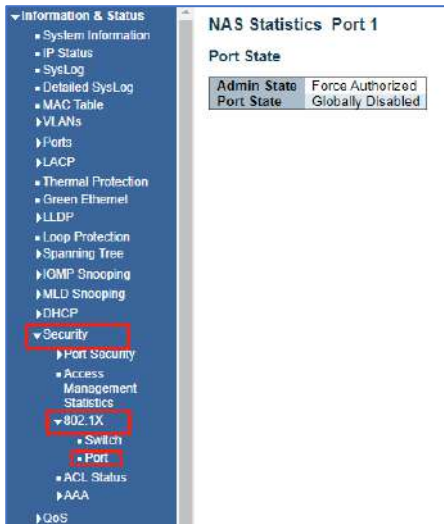 Information & Status
System Information
IP Status
SysLog
Detailed SysLog
MAC Table
VLANs
Ports
LACP
Thermal Protection
Green Ethernet
LLDP
Loop Protection
Spanning Tree
IGMP Snooping
MLD Snooping
DHCP
Security
Port Security
Access
Management
Statistics
802.1X
Switch
Port
ACL Status
AAA
QoS
NAS Statistics Port 1
Port State
Admin State Force Authorized
Port State Globally Disabled